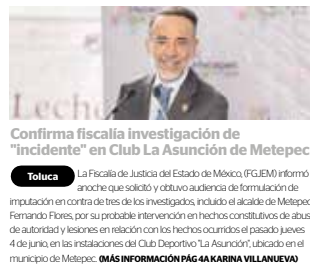 Leche
Confirma fiscalía investigación de
"incidente" en Club La Asunción de Metepec
Toluca
La Fiscalía de Justicia del Estado de México, (FGJEM) informó
anoche que solicitó y obtuvo audiencia de formulación de
imputación en contra de tres de los investigados, incluido el alcalde de Metepec
Fernando Flores, por su probable intervención en hechos constitutivos de abus
de autoridad y lesiones en relación con los hechos ocurridos el pasado jueves
4 de junio, en las instalaciones del Club Deportivo "La Asunción", ubicado en el
municipio de Metepec. (MÁS INFORMACIÓN PÁG 4A KARINA VILLANUEVA)